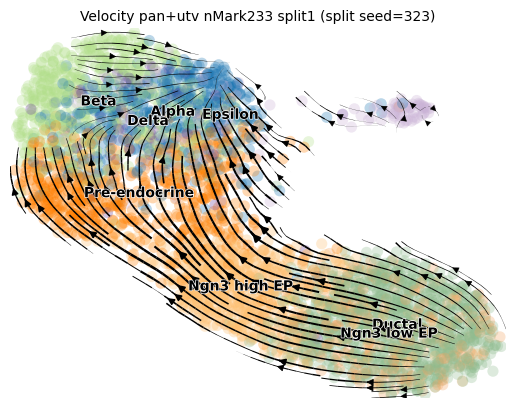 Velocity pan+utv nMark233 split1 (split seed=323)
Beta
Alpha
Delta
Epsilon
Pre-endocrine
Ngn3 high EP
Ductal
Ngn3 low EP